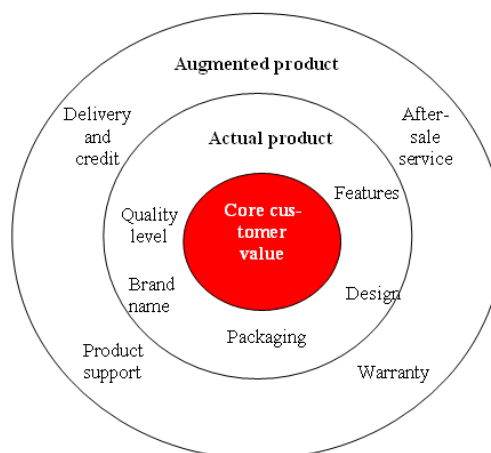 Augmented product
Delivery
and
credit
After-
sale
service
Actual product
Features
Core cus-
tomer
value
Quality
level
Brand
name
Design
Packaging
Product
support
Warranty